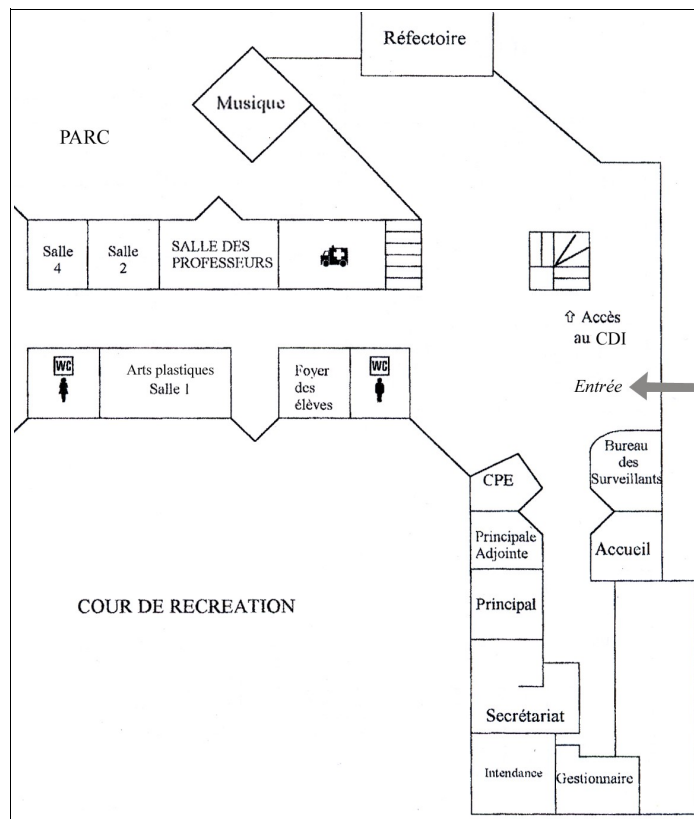 Réfectoire
Musique
PARC
Salle
4
Salle
2
SALLE DES
PROFESSEURS
⇧ Accès
au CDI
WC
Arts plastiques
Salle 1
Foyer
des
élèves
WC
Entrée
Bureau
des
Surveillants
CPE
Principale
Adjointe
Accueil
COUR DE RECREATION
Principal
Secrétariat
Intendance
Gestionnaire